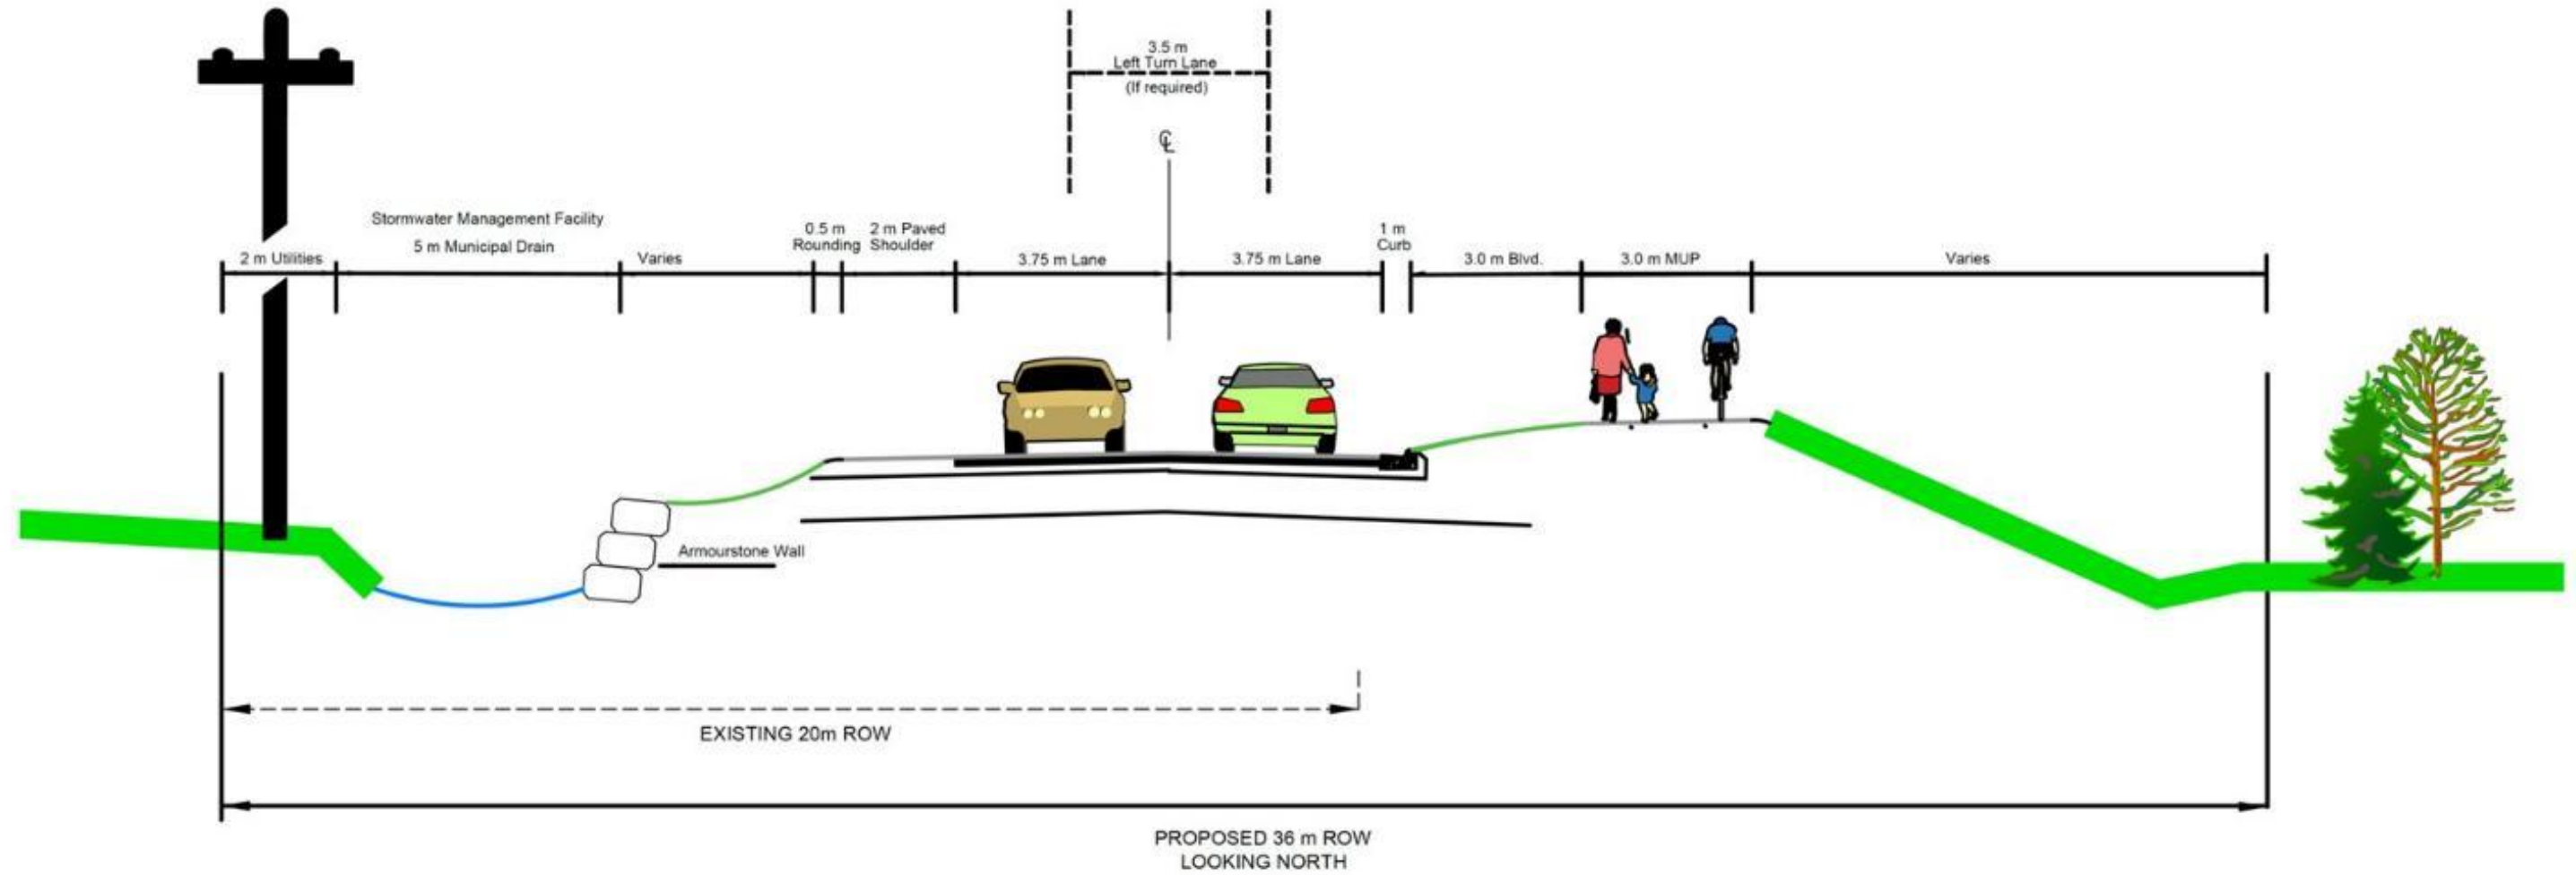 3.5 m
Left Turn Lane
(If required)
℄
Stormwater Management Facility
5 m Municipal Drain
2 m Utilities
Varies
0.5 m
Rounding
2 m Paved
Shoulder
3.75 m Lane
3.75 m Lane
1 m
Curb
3.0 m Blvd.
3.0 m MUP
Varies
Armourstone Wall
EXISTING 20m ROW
PROPOSED 36 m ROW
LOOKING NORTH